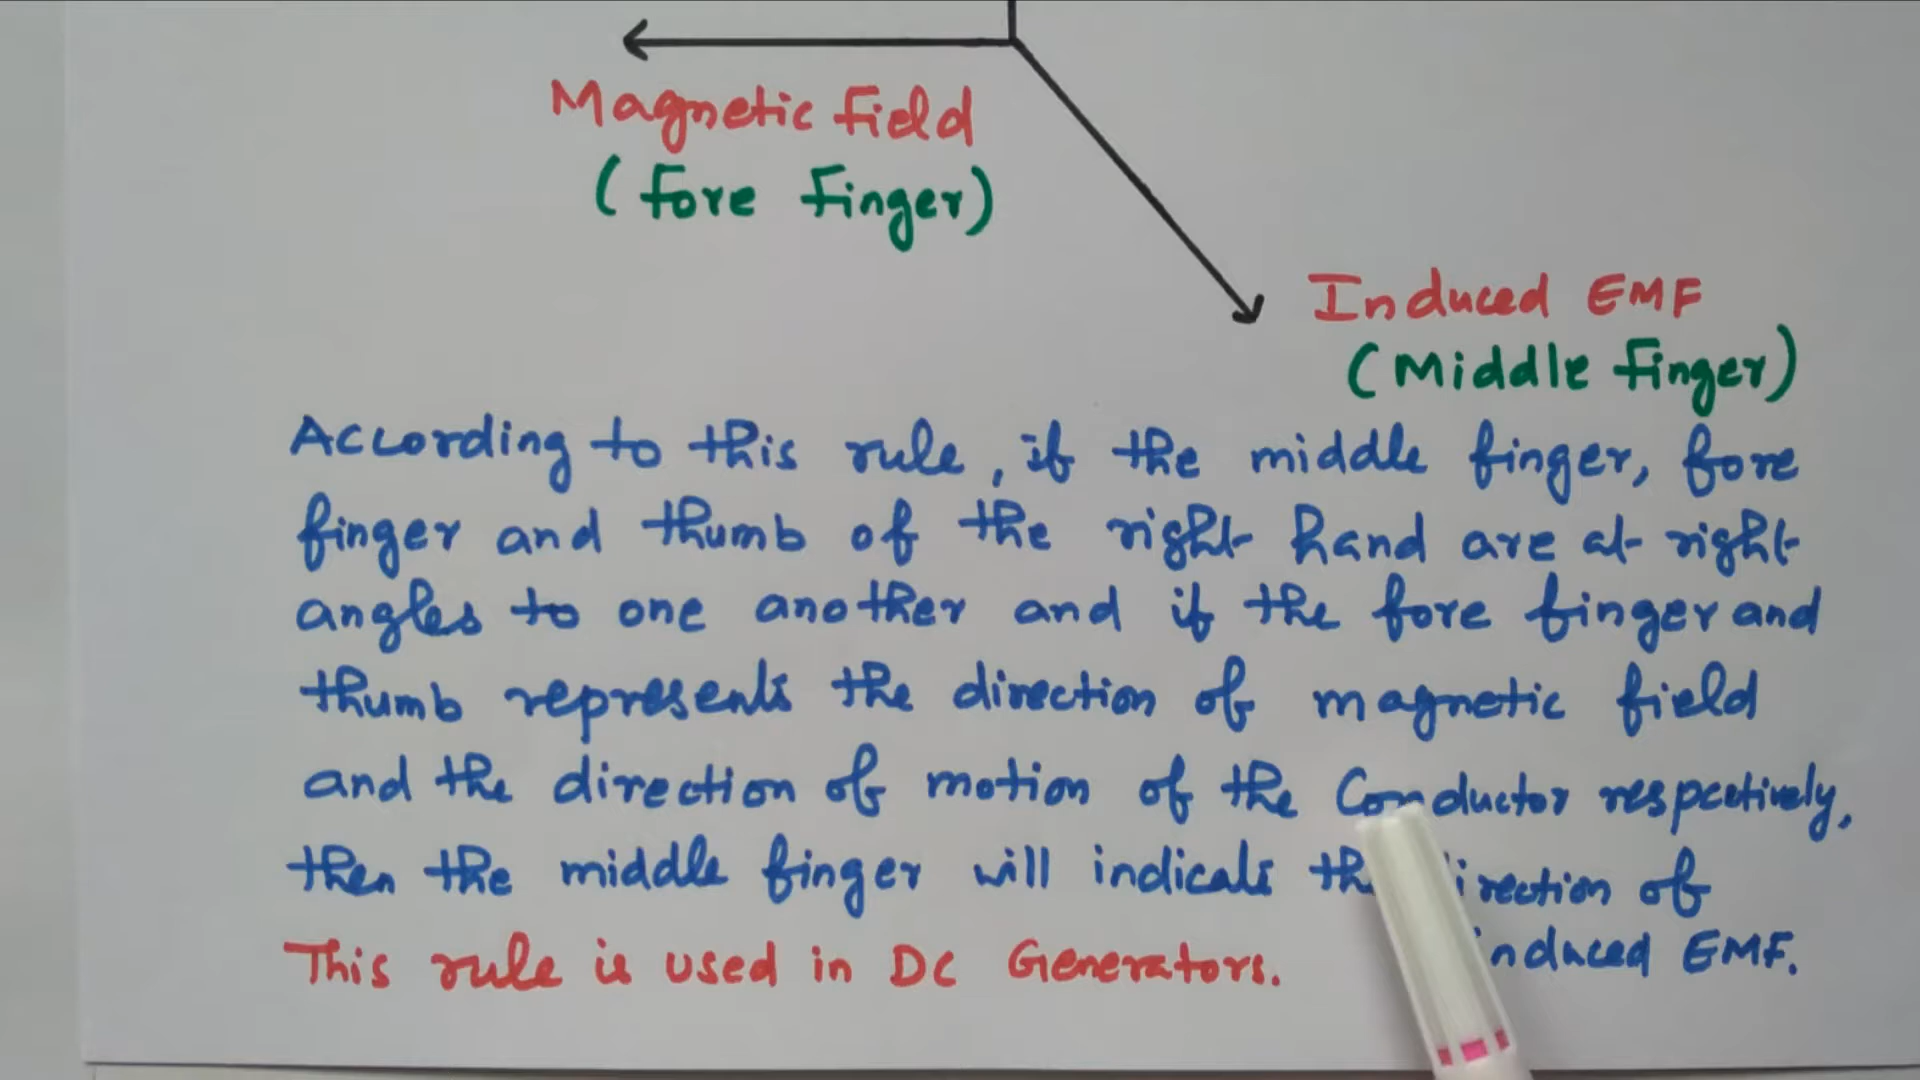 Magnetic field
(Fore Finger)
Induced EMF
(Middle finger)
According to this rule, if the middle finger, fore
finger and thumb of the right hand are at right
angles to one another and if the fore finger and
thumb represents the direction of magnetic field
and the direction of motion of the Conductor respectively,
then the middle finger will indicate direction of
This rule is used in DC Generators. induced EMF.